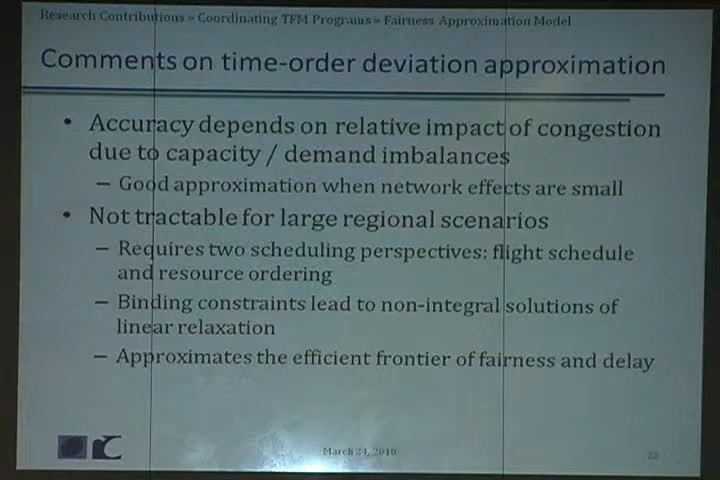 Research Contributions » Coordinating TFM Programs » Fairness Approximation Model
Comments on time-order deviation approximation
• Accuracy depends on relative impact of congestion
due to capacity / demand imbalances
– Good approximation when network effects are small
• Not tractable for large regional scenarios
– Requires two scheduling perspectives: flight schedule
and resource ordering
– Binding constraints lead to non-integral solutions of
linear relaxation
– Approximates the efficient frontier of fairness and delay
March 24, 2010